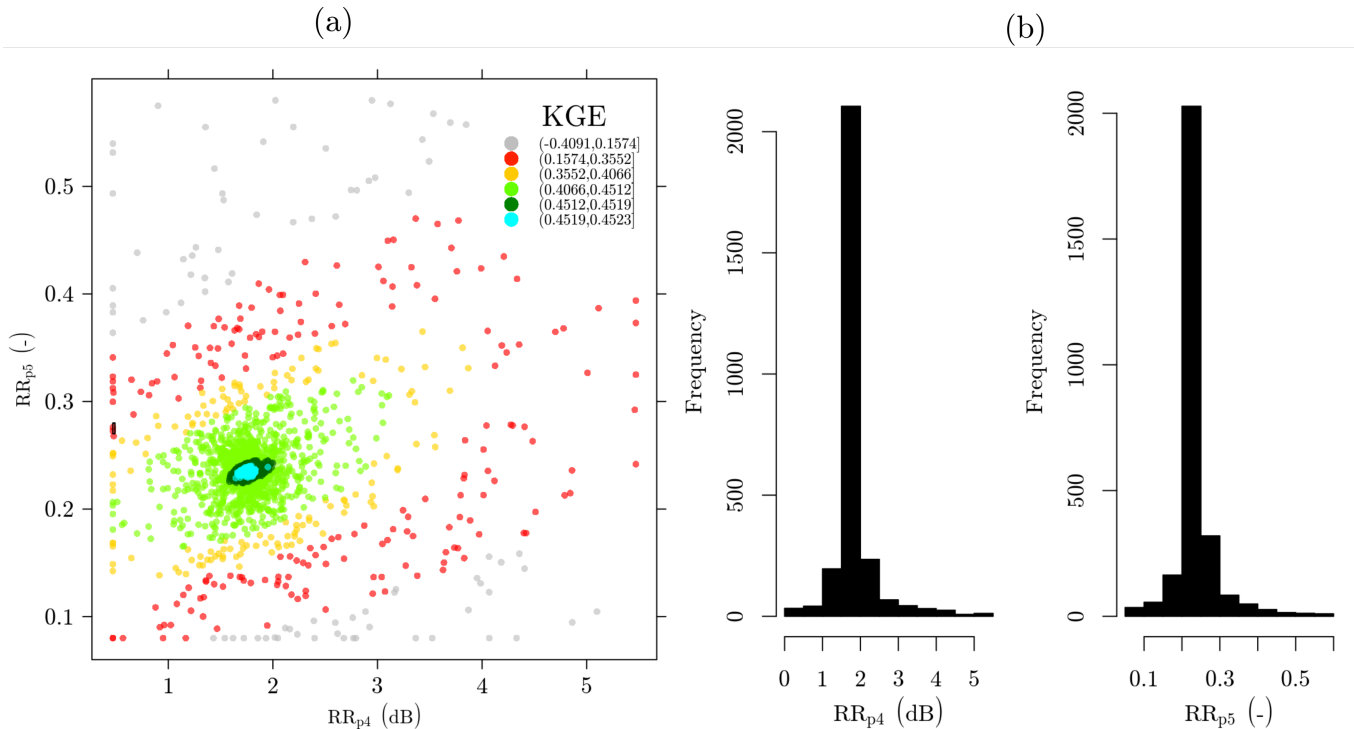 (a)
(b)
KGE
(-0.4091,0.1574]
(0.1574,0.3552]
(0.3552,0.4066]
(0.4066,0.4512]
(0.4512,0.4519]
(0.4519,0.4523]
0.5
0.4
0.3
0.2
0.1
RRp5 (-)
1 2 3 4 5
RRp4 (dB)
2000
1500
1000
500
0
Frequency
0 1 2 3 4 5
RRp4 (dB)
2000
1500
1000
500
0
Frequency
0.1 0.3 0.5
RRp5 (-)